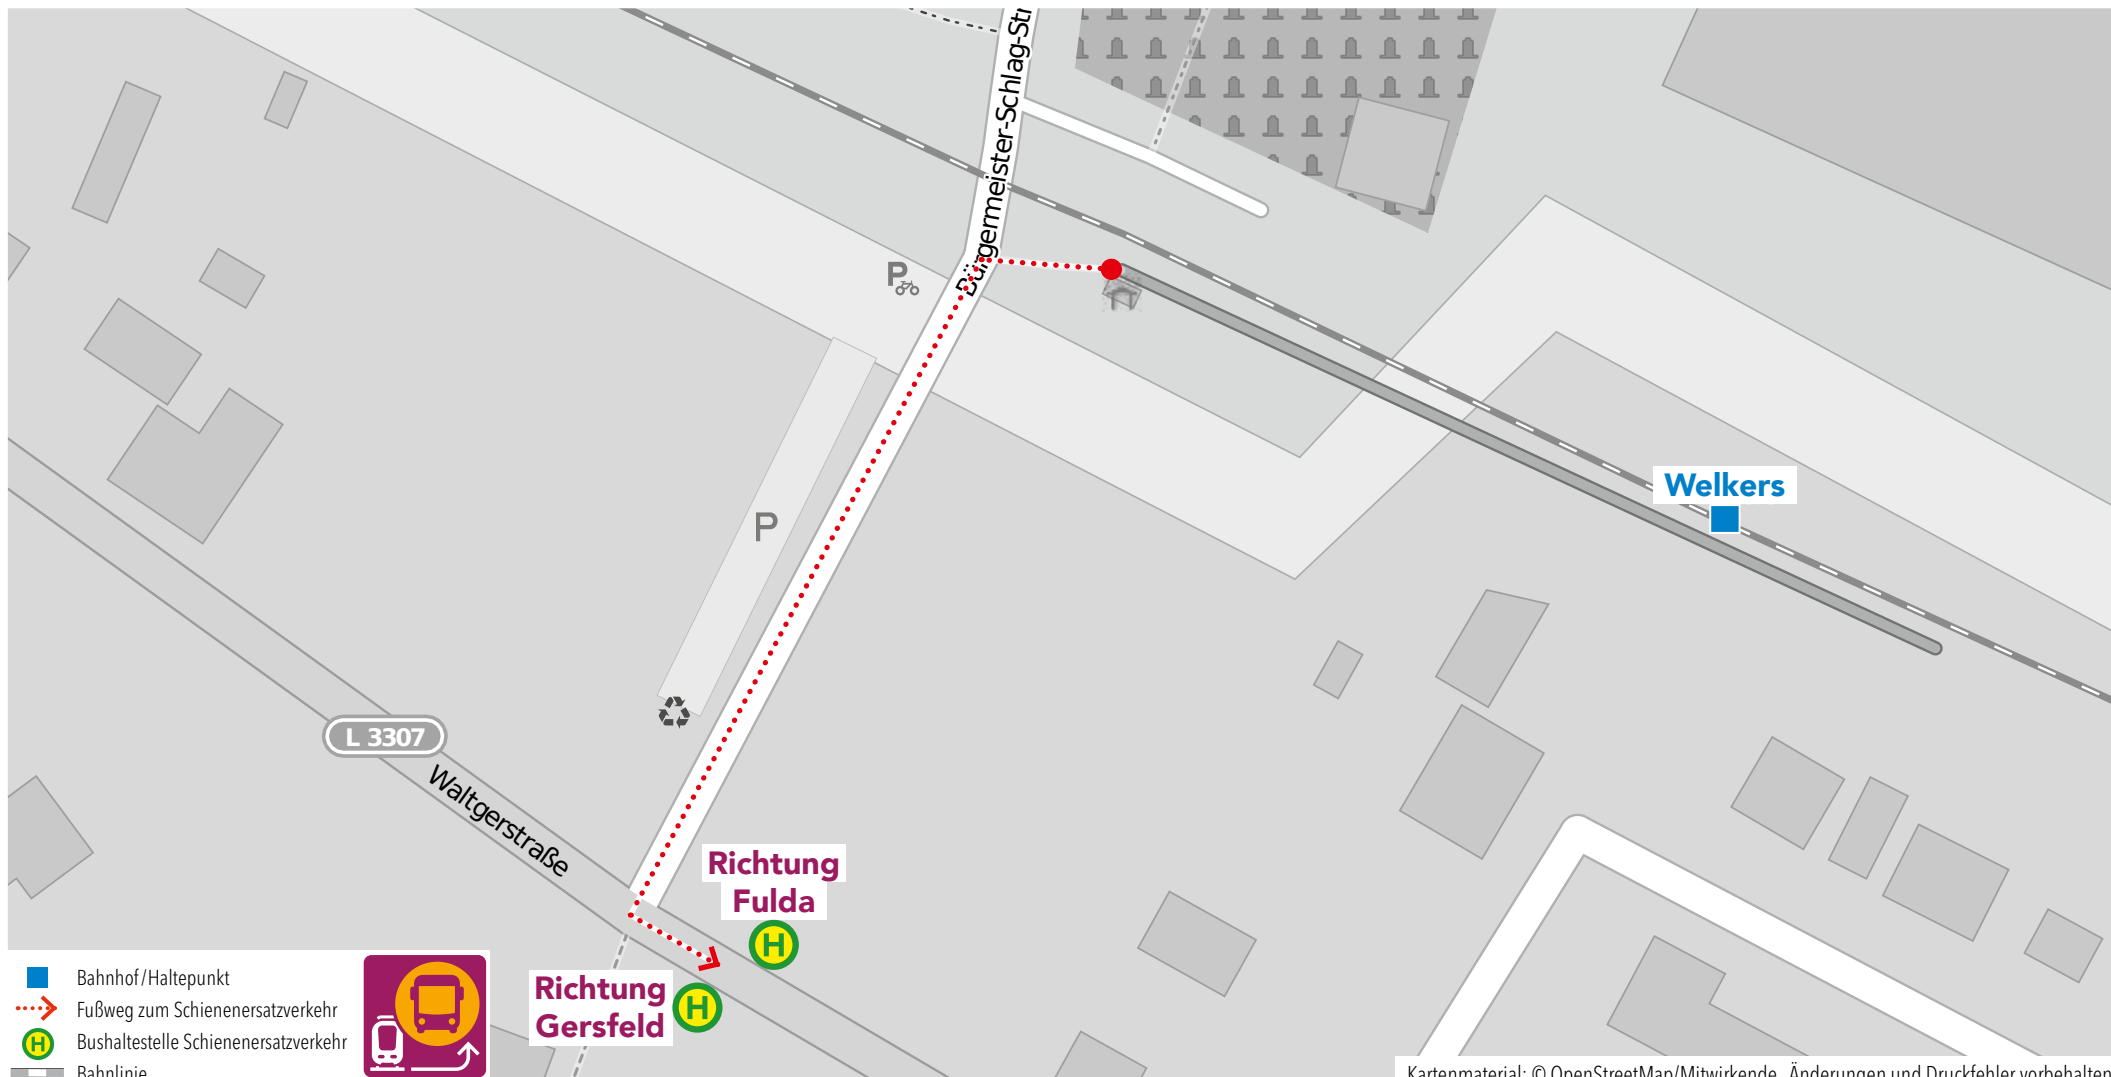 Bürgermeister-Schlag-Str
P
P
Welkers
L 3307
Waltgerstraße
Richtung
Fulda
H
Richtung
Gersfeld
H
Bahnhof/Haltepunkt
Fußweg zum Schienenersatzverkehr
H
Bushaltestelle Schienenersatzverkehr
Bahnlinie
Kartenmaterial: © OpenStreetMap/Mitwirkende, Änderungen und Druckfehler vorbehalten